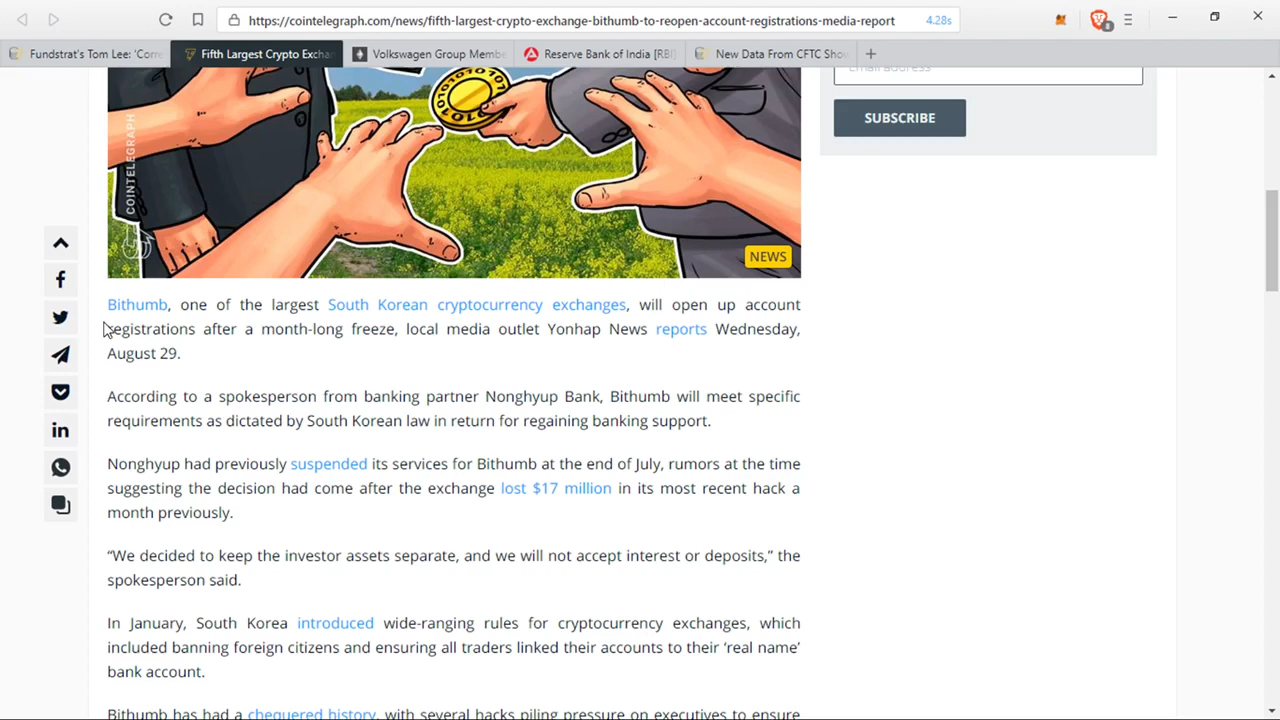 https://cointelegraph.com/news/fifth-largest-crypto-exchange-bithumb-to-reopen-account-registrations-media-report
4.28s
8
Fundstrat's Tom Lee: 'Corre
Fifth Largest Crypto Excha
Volkswagen Group Membe
Reserve Bank of India [RBI]
New Data From CFTC Sho
Email address
SUBSCRIBE
COINTELEGRAPH
NEWS
Bithumb, one of the largest South Korean cryptocurrency exchanges, will open up account
registrations after a month-long freeze, local media outlet Yonhap News reports Wednesday,
August 29.
According to a spokesperson from banking partner Nonghyup Bank, Bithumb will meet specific
requirements as dictated by South Korean law in return for regaining banking support.
Nonghyup had previously suspended its services for Bithumb at the end of July, rumors at the time
suggesting the decision had come after the exchange lost $17 million in its most recent hack a
month previously.
“We decided to keep the investor assets separate, and we will not accept interest or deposits,” the
spokesperson said.
In January, South Korea introduced wide-ranging rules for cryptocurrency exchanges, which
included banning foreign citizens and ensuring all traders linked their accounts to their ‘real name’
bank account.
Bithumb has had a chequered history, with several hacks piling pressure on executives to ensure